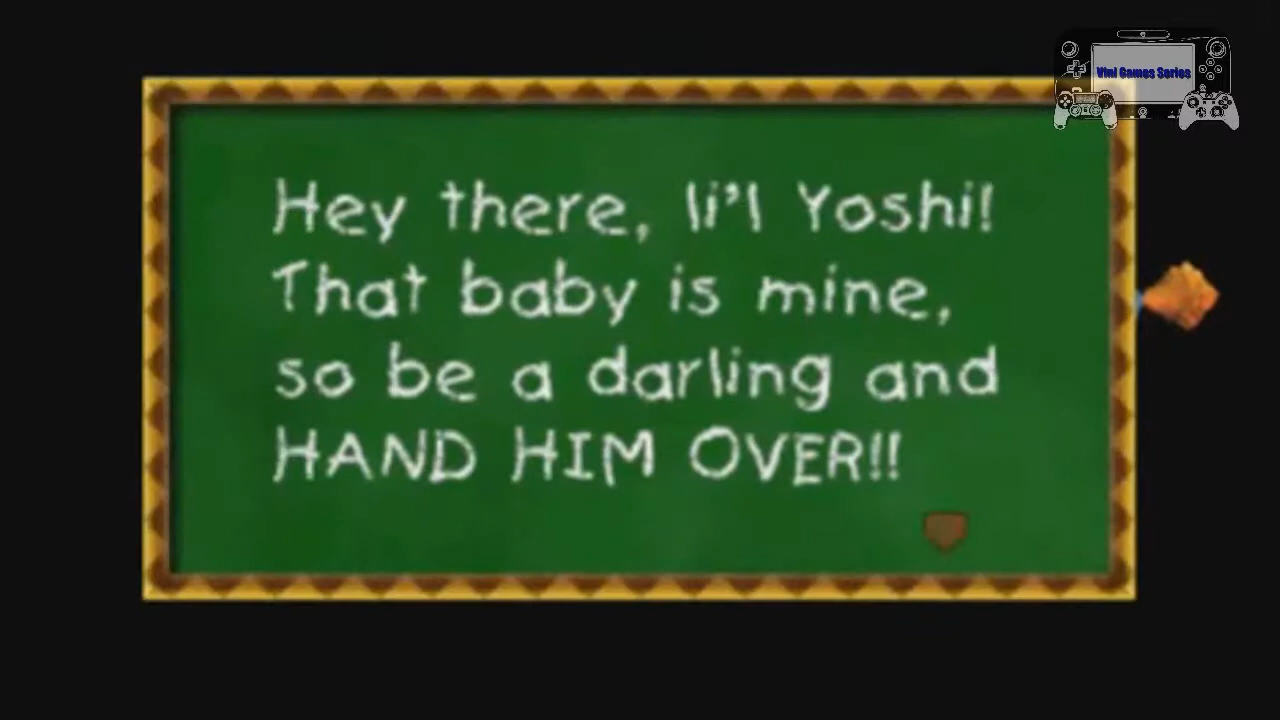 Vini Games Series
Hey there, li'l Yoshi!
That baby is mine,
so be a darling and
HAND HIM OVER!!